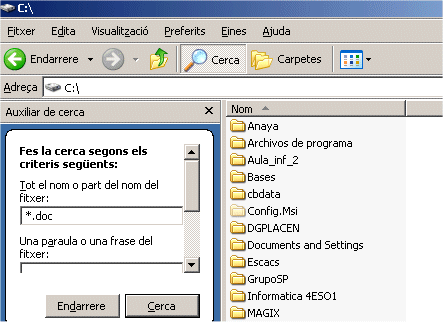 C:\
Fitxer Edita Visualització Preferits Eines Ajuda
Endarrere Cerca Carpetes
Adreça C:\
Auxiliar de cerca
Fes la cerca segons els
criteris següents:
Tot el nom o part del nom del
fitxer:
*.doc
Una paraula o una frase del
fitxer:
Endarrere Cerca
Nom
Anaya
Archivos de programa
Aula_inf_2
Bases
cbdata
Config.Msi
DGPLACEN
Documents and Settings
Escacs
GrupoSP
Informatica 4ESO1
MAGIX